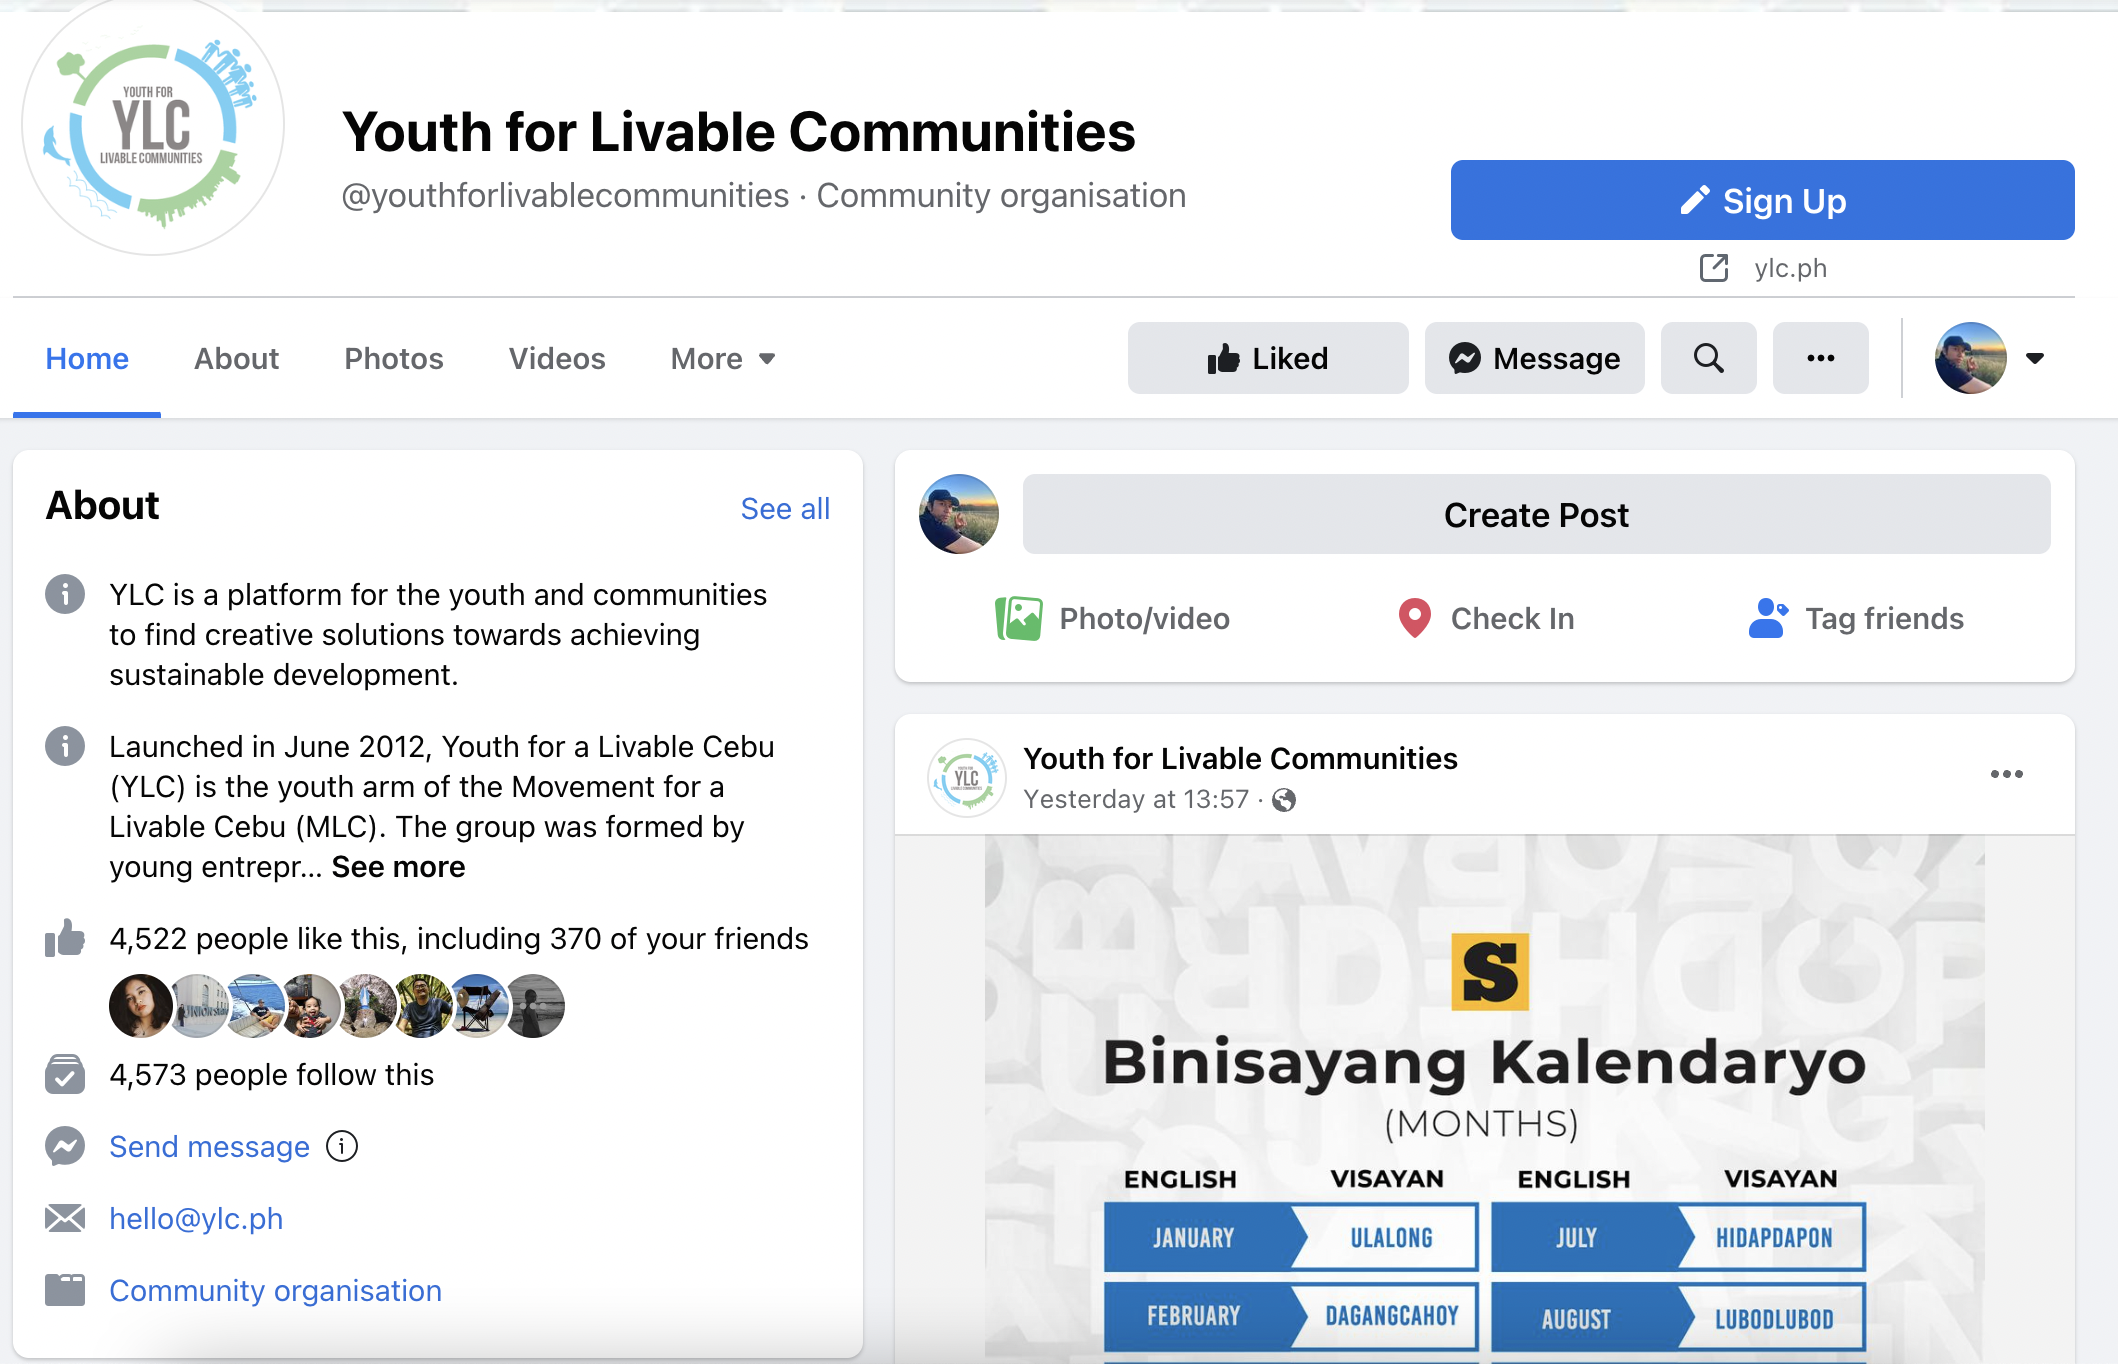 YOUTH FOR
YLC
LIVABLE COMMUNITIES
Youth for Livable Communities
@youthforlivablecommunities · Community organisation
Sign Up
ylc.ph
Home
About
Photos
Videos
More
Liked
Message
About
See all
YLC is a platform for the youth and communities
to find creative solutions towards achieving
sustainable development.
Launched in June 2012, Youth for a Livable Cebu
(YLC) is the youth arm of the Movement for a
Livable Cebu (MLC). The group was formed by
young entrepr... See more
4,522 people like this, including 370 of your friends
4,573 people follow this
Send message
hello@ylc.ph
Community organisation
Create Post
Photo/video
Check In
Tag friends
YLC
Youth for Livable Communities
Yesterday at 13:57 ·
S
Binisayang Kalendaryo
(MONTHS)
ENGLISH VISAYAN ENGLISH VISAYAN
JANUARY ULALONG JULY HIDAPDAPON
FEBRUARY DAGANGCAHOY AUGUST LUBODLUBOD